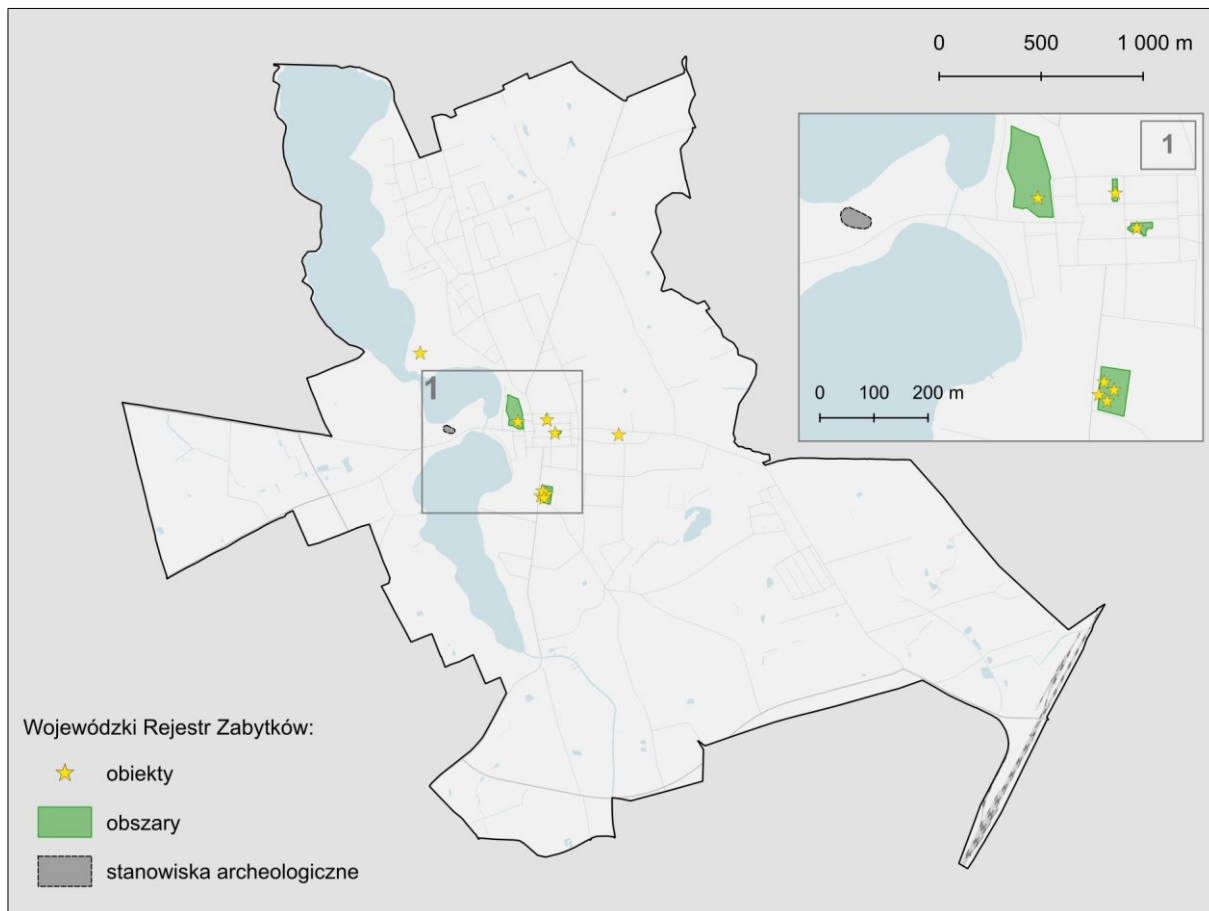 0 500 1 000 m
1
0 100 200 m
1
Wojewódzki Rejestr Zabytków:
obiekty
obszary
stanowiska archeologiczne